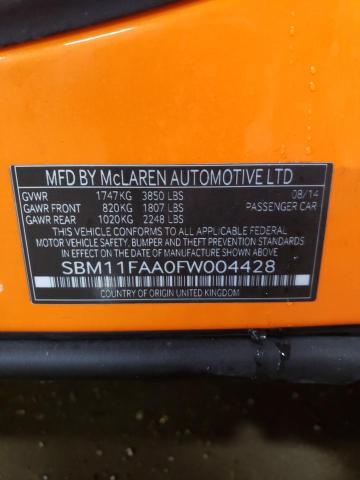 MFD BY McLAREN AUTOMOTIVE LTD
GVWR 1747KG 3850 LBS 08/14
GAWR FRONT 820KG 1807 LBS PASSENGER CAR
GAWR REAR 1020KG 2248 LBS
THIS VEHICLE CONFORMS TO ALL APPLICABLE FEDERAL
MOTOR VEHICLE SAFETY, BUMPER, AND THEFT PREVENTION STANDARDS
IN EFFECT ON THE DATE OF MANUFACTURE SHOWN ABOVE
SBM11FAA0FW004428
COUNTRY OF ORIGIN UNITED KINGDOM